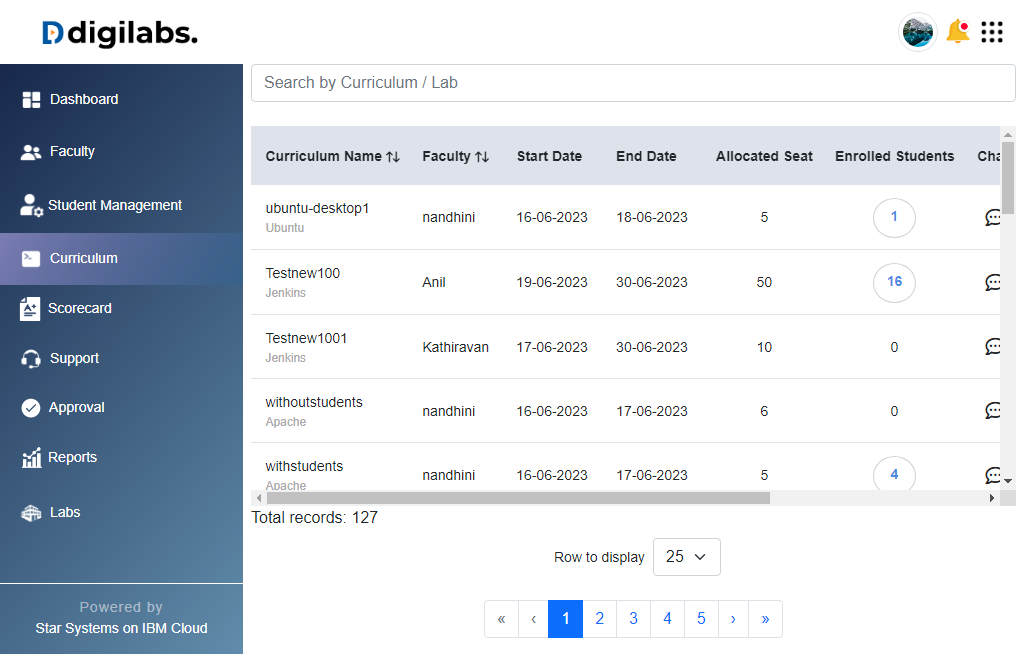 digilabs.
Dashboard
Faculty
Student Management
Curriculum
Scorecard
Support
Approval
Reports
Labs
Powered by
Star Systems on IBM Cloud
Search by Curriculum / Lab
Curriculum Name Faculty Start Date End Date Allocated Seat Enrolled Students Cha
ubuntu-desktop1 nandhini 16-06-2023 18-06-2023 5 1
Ubuntu
Testnew100 Anil 19-06-2023 30-06-2023 50 16
Jenkins
Testnew1001 Kathiravan 17-06-2023 30-06-2023 10 0
Jenkins
withoutstudents nandhini 16-06-2023 17-06-2023 6 0
Apache
withstudents nandhini 16-06-2023 17-06-2023 5 4
Apache
Total records: 127
Row to display 25
« ‹ 1 2 3 4 5 › »